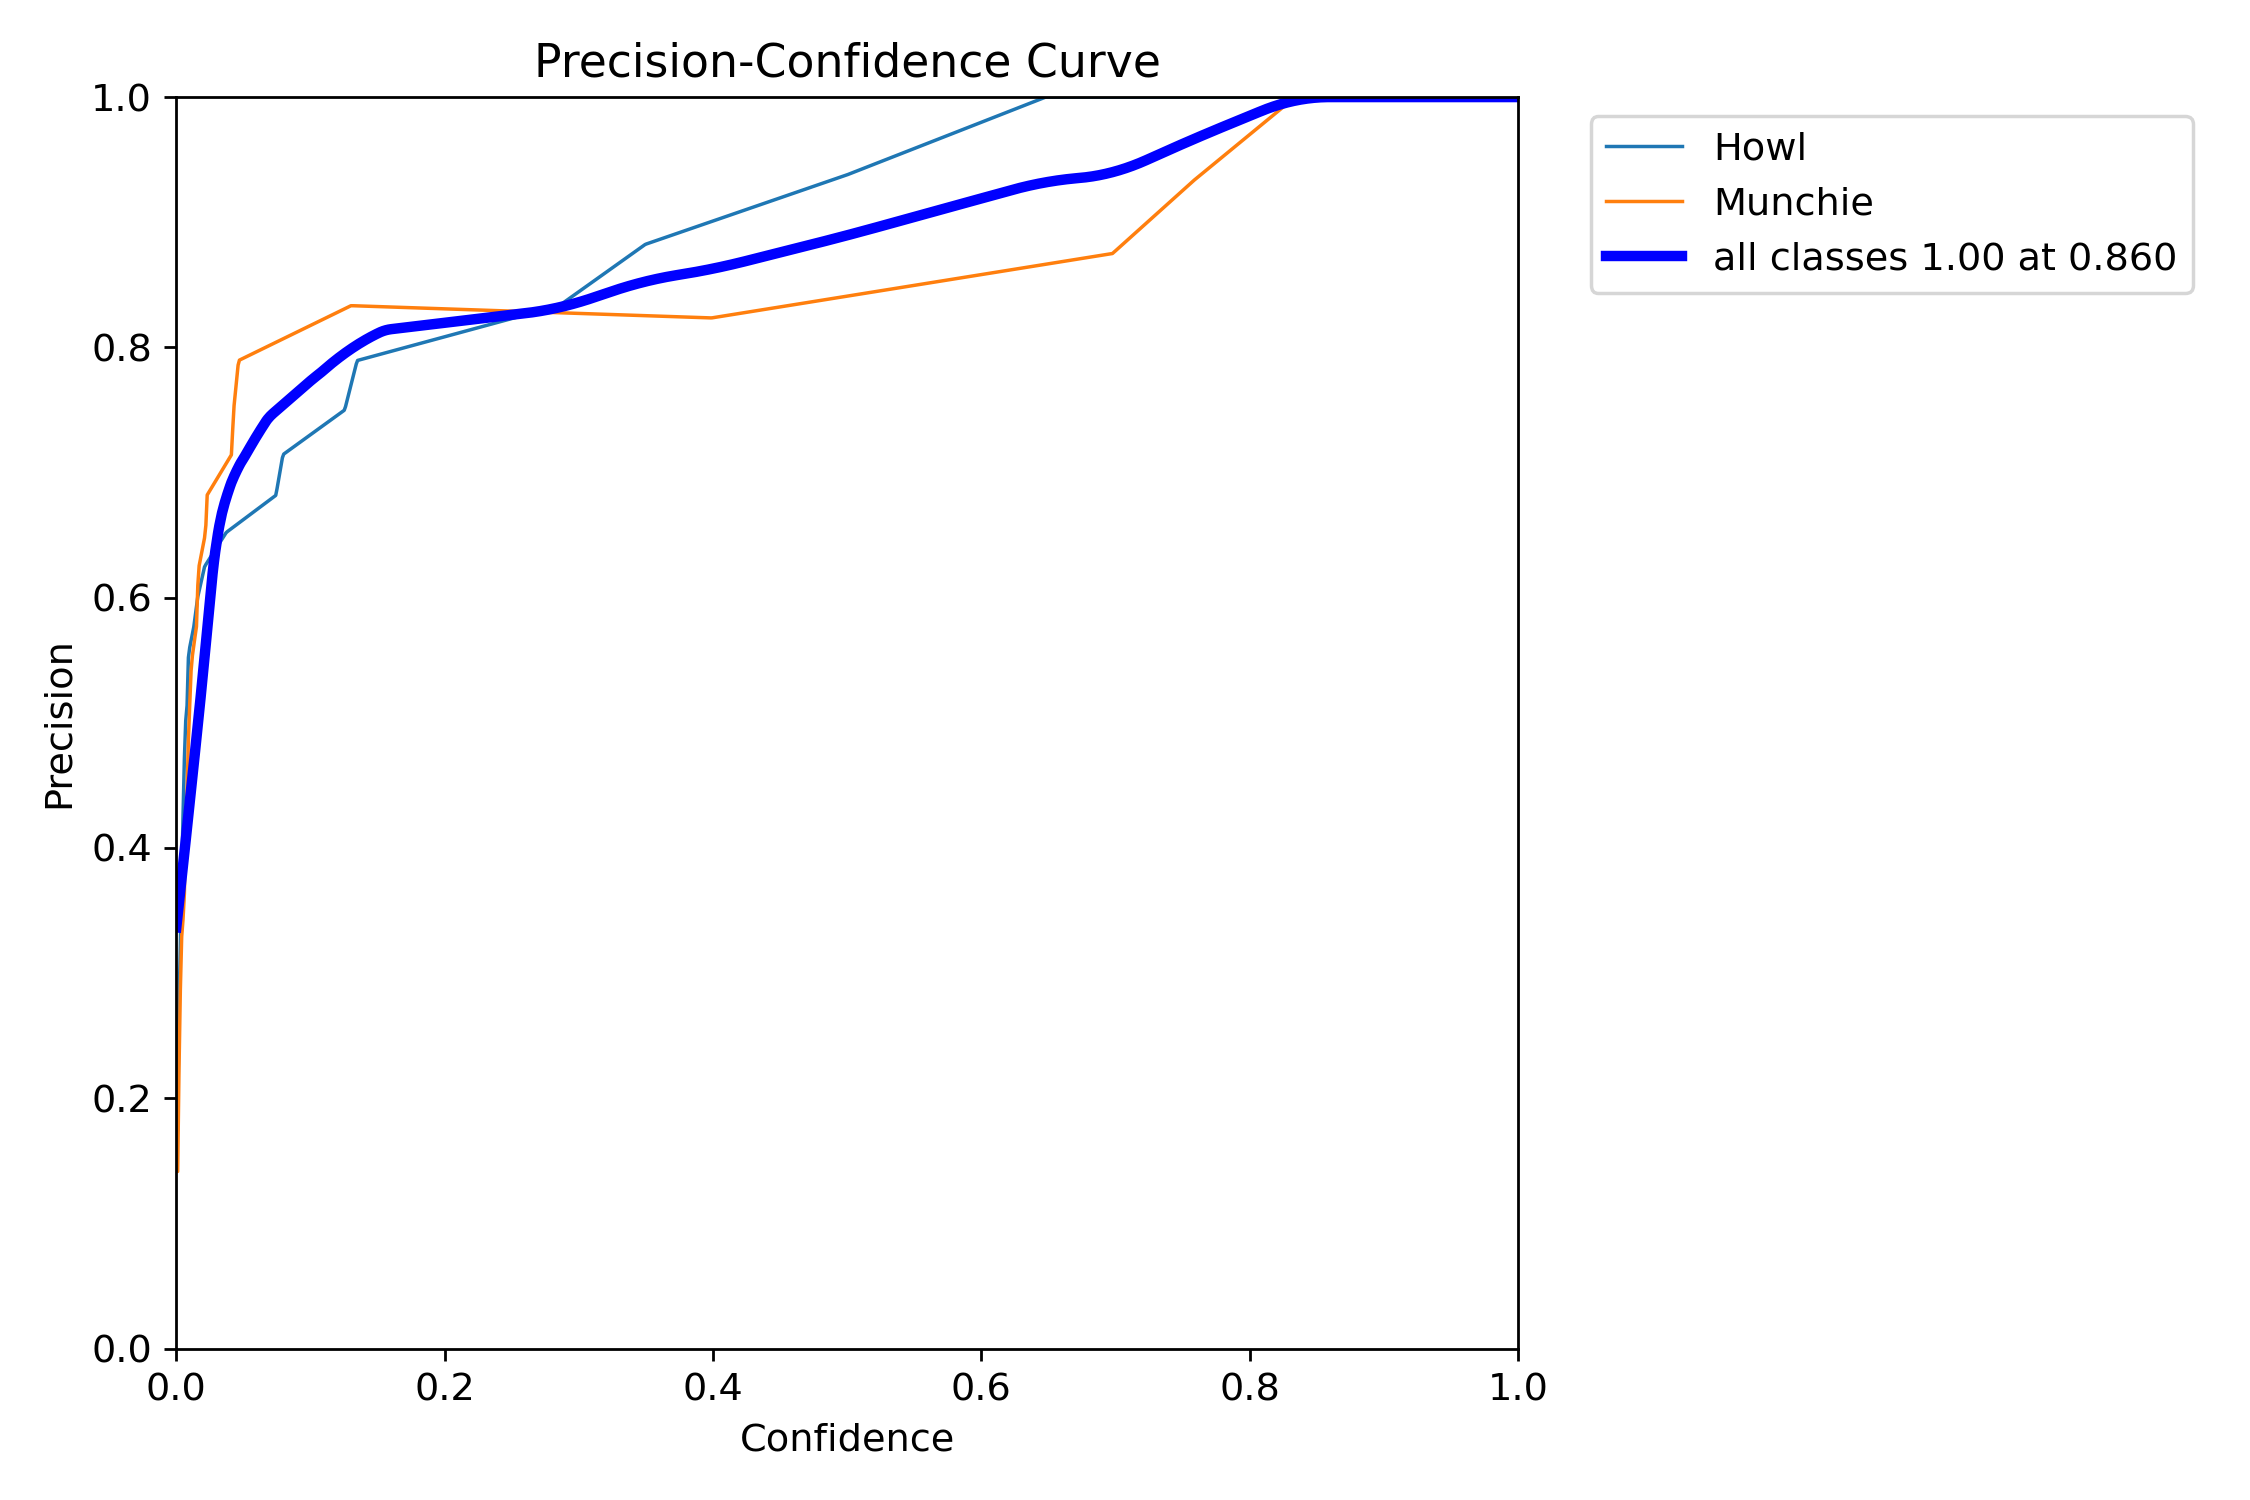 Precision-Confidence Curve
1.0
0.8
0.6
0.4
0.2
0.0
Precision
0.0 0.2 0.4 0.6 0.8 1.0
Confidence
Howl
Munchie
all classes 1.00 at 0.860